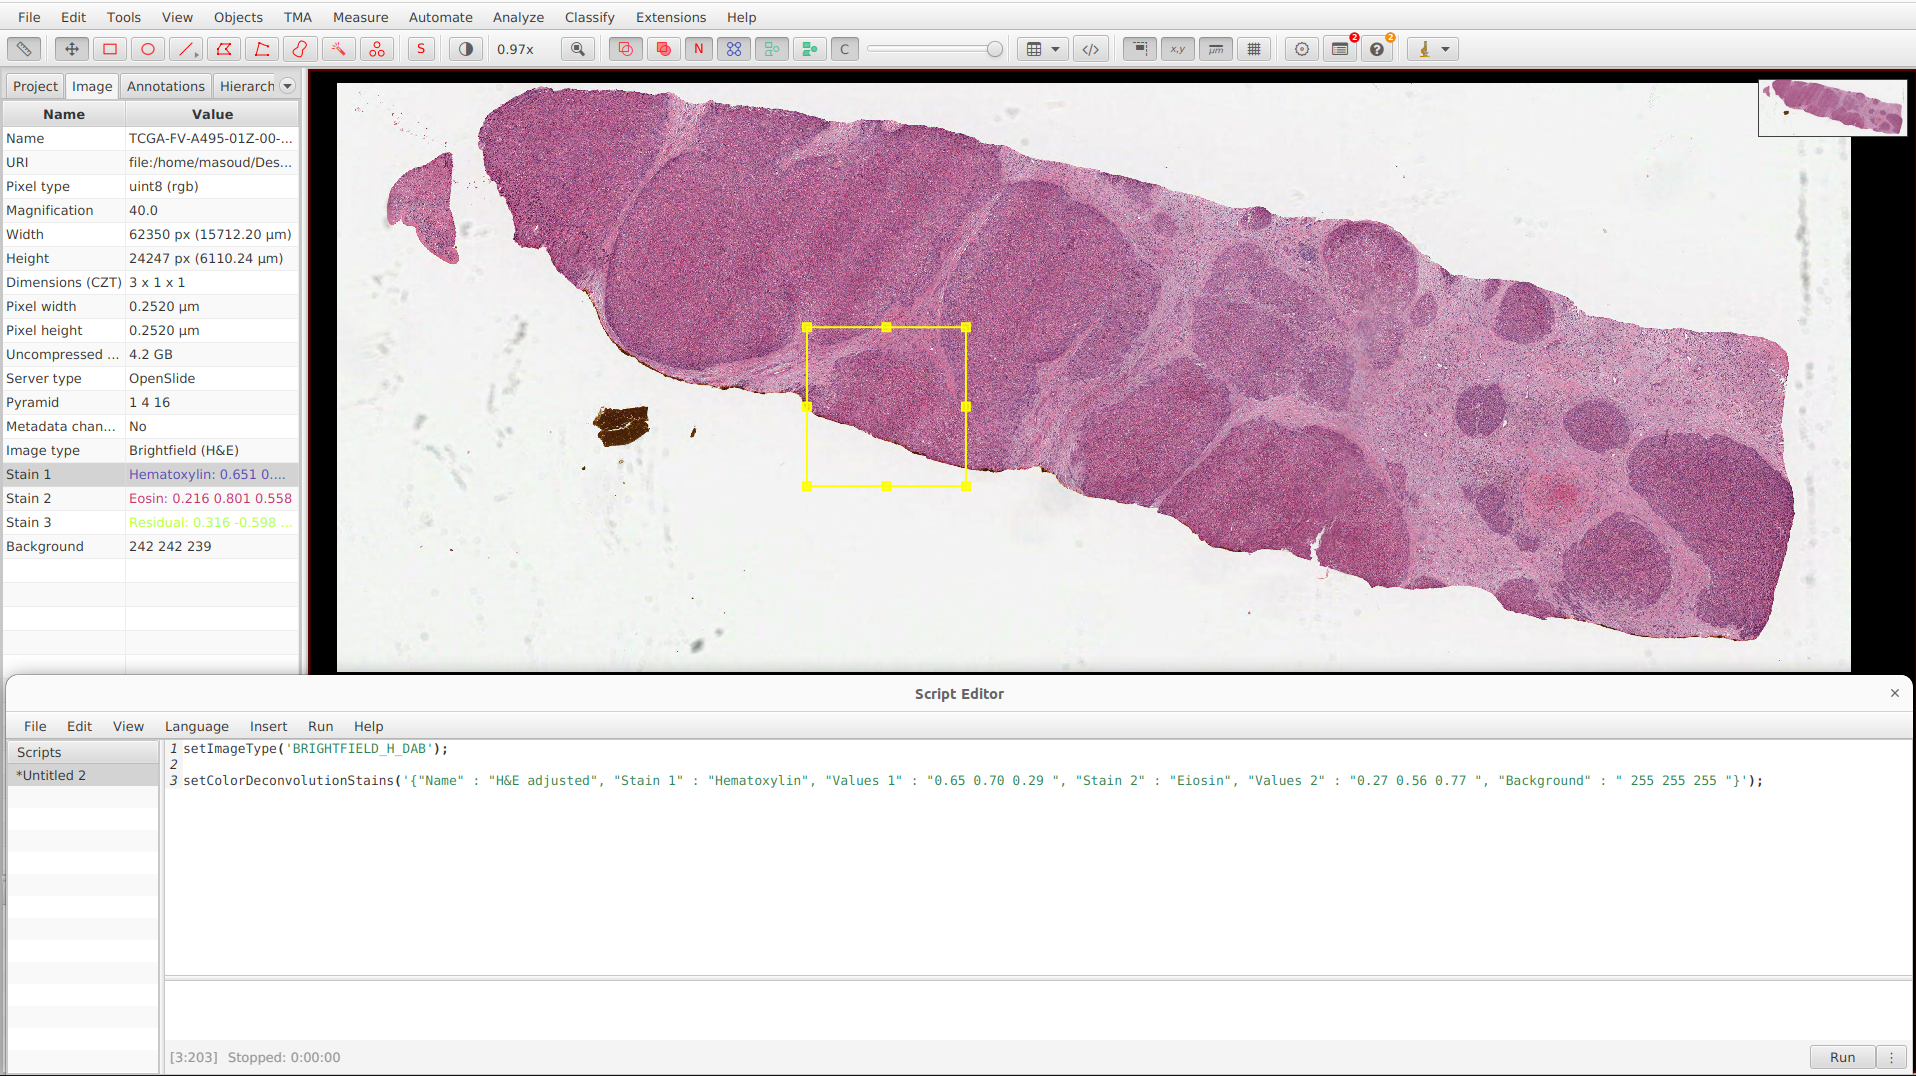 File Edit Tools View Objects TMA Measure Automate Analyze Classify Extensions Help
S 0.97x N C x,y µm 2 2
Project Image Annotations Hierarch
Name Value
Name TCGA-FV-A495-01Z-00-...
URI file:/home/masoud/Des...
Pixel type uint8 (rgb)
Magnification 40.0
Width 62350 px (15712.20 µm)
Height 24247 px (6110.24 µm)
Dimensions (CZT) 3 x 1 x 1
Pixel width 0.2520 µm
Pixel height 0.2520 µm
Uncompressed ... 4.2 GB
Server type OpenSlide
Pyramid 1 4 16
Metadata chan... No
Image type Brightfield (H&E)
Stain 1 Hematoxylin: 0.651 0....
Stain 2 Eosin: 0.216 0.801 0.558
Stain 3 Residual: 0.316 -0.598 ...
Background 242 242 239
Script Editor ×
File Edit View Language Insert Run Help
Scripts
*Untitled 2
1 setImageType('BRIGHTFIELD_H_DAB');
2
3 setColorDeconvolutionStains('{"Name" : "H&E adjusted", "Stain 1" : "Hematoxylin", "Values 1" : "0.65 0.70 0.29 ", "Stain 2" : "Eiosin", "Values 2" : "0.27 0.56 0.77 ", "Background" : " 255 255 255 "}');
[3:203] Stopped: 0:00:00
Run